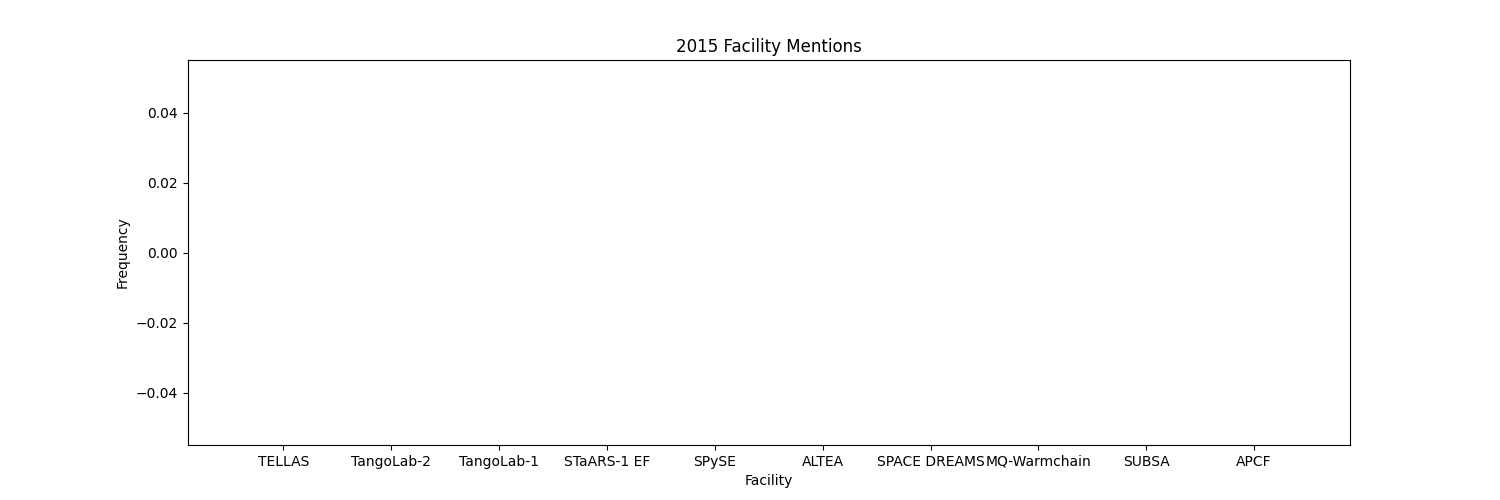 2015 Facility Mentions
0.04
0.02
0.00
−0.02
−0.04
Frequency
TELLAS TangoLab-2 TangoLab-1 STaARS-1 EF SPySE ALTEA SPACE DREAMS MQ-Warmchain SUBSA APCF
Facility